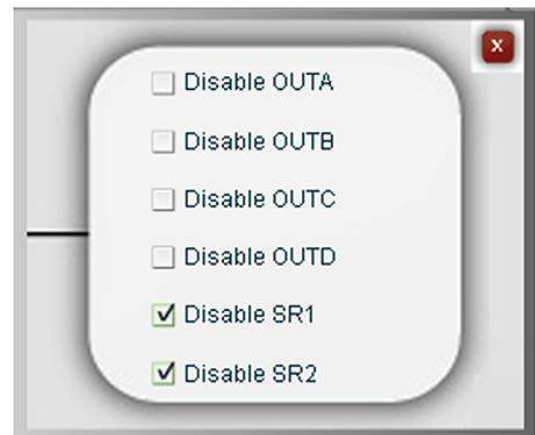 x
Disable OUTA
Disable OUTB
Disable OUTC
Disable OUTD
Disable SR1
Disable SR2